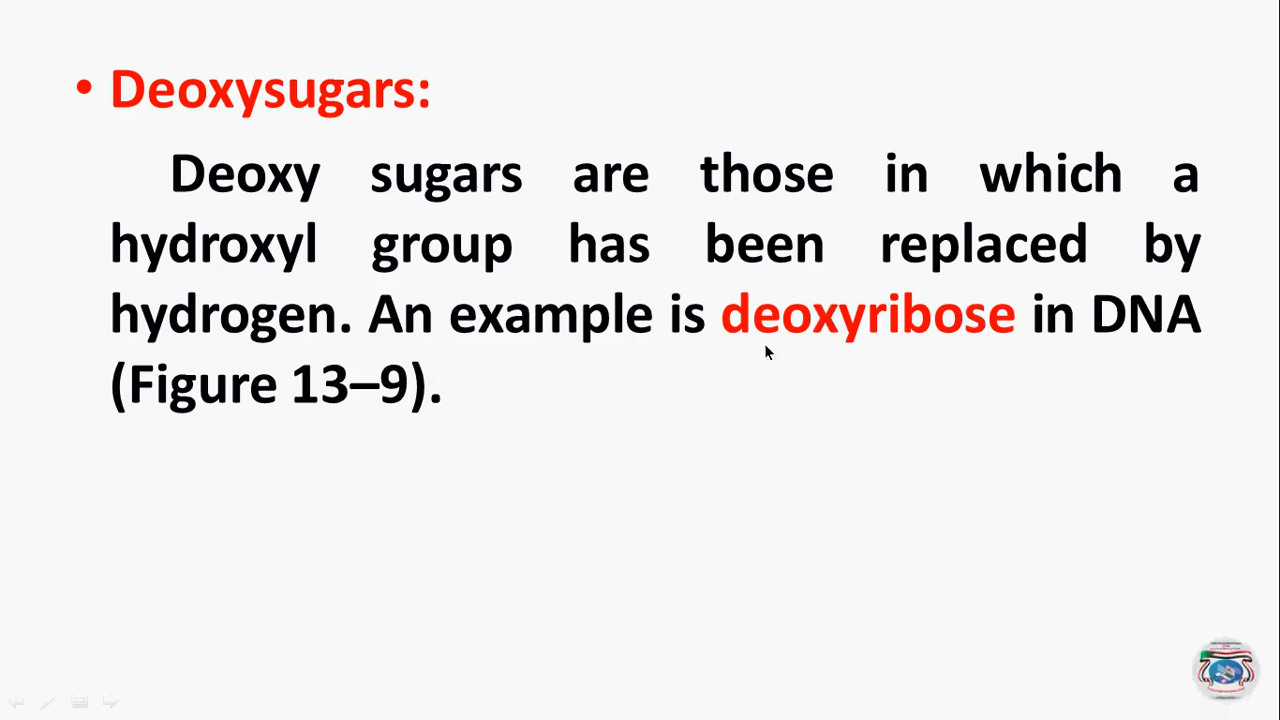 • Deoxysugars:
Deoxy sugars are those in which a
hydroxyl group has been replaced by
hydrogen. An example is deoxyribose in DNA
(Figure 13–9).